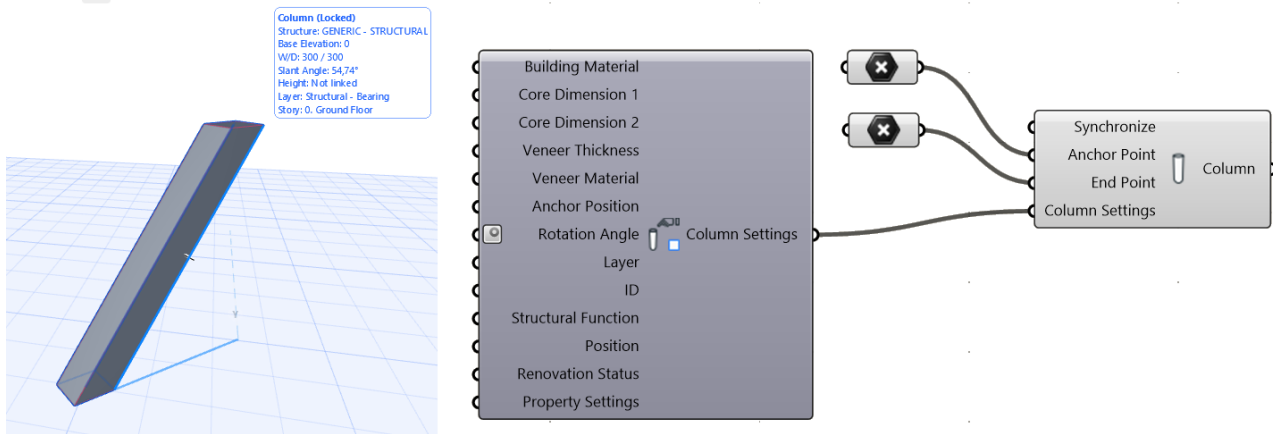 Column (Locked)
Structure: GENERIC - STRUCTURAL
Base Elevation: 0
W/D: 300 / 300
Slant Angle: 54,74°
Height: Not linked
Layer: Structural - Bearing
Story: 0. Ground Floor
Building Material
Core Dimension 1
Core Dimension 2
Veneer Thickness
Veneer Material
Anchor Position
Rotation Angle
Layer
ID
Structural Function
Position
Renovation Status
Property Settings
Column Settings
Synchronize
Anchor Point
End Point
Column Settings
Column